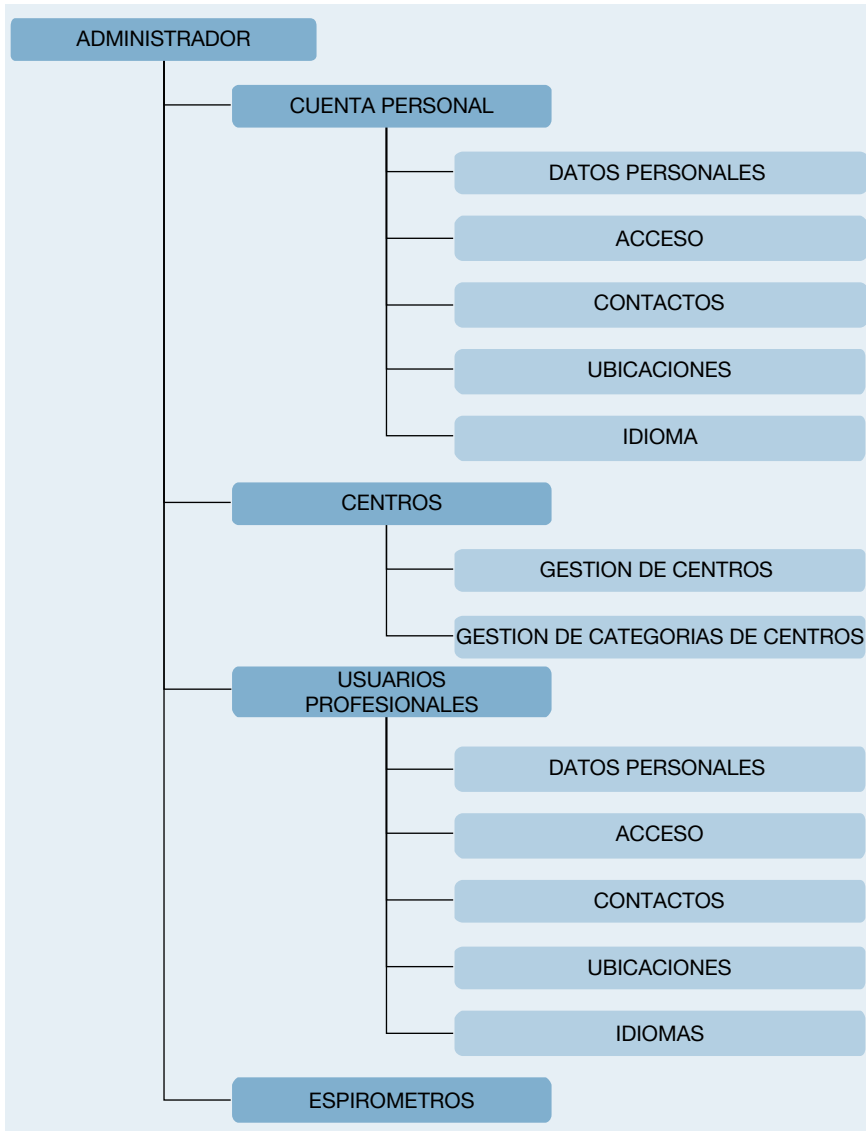 ADMINISTRADOR
CUENTA PERSONAL
DATOS PERSONALES
ACCESO
CONTACTOS
UBICACIONES
IDIOMA
CENTROS
GESTION DE CENTROS
GESTION DE CATEGORIAS DE CENTROS
USUARIOS
PROFESIONALES
DATOS PERSONALES
ACCESO
CONTACTOS
UBICACIONES
IDIOMAS
ESPIROMETROS